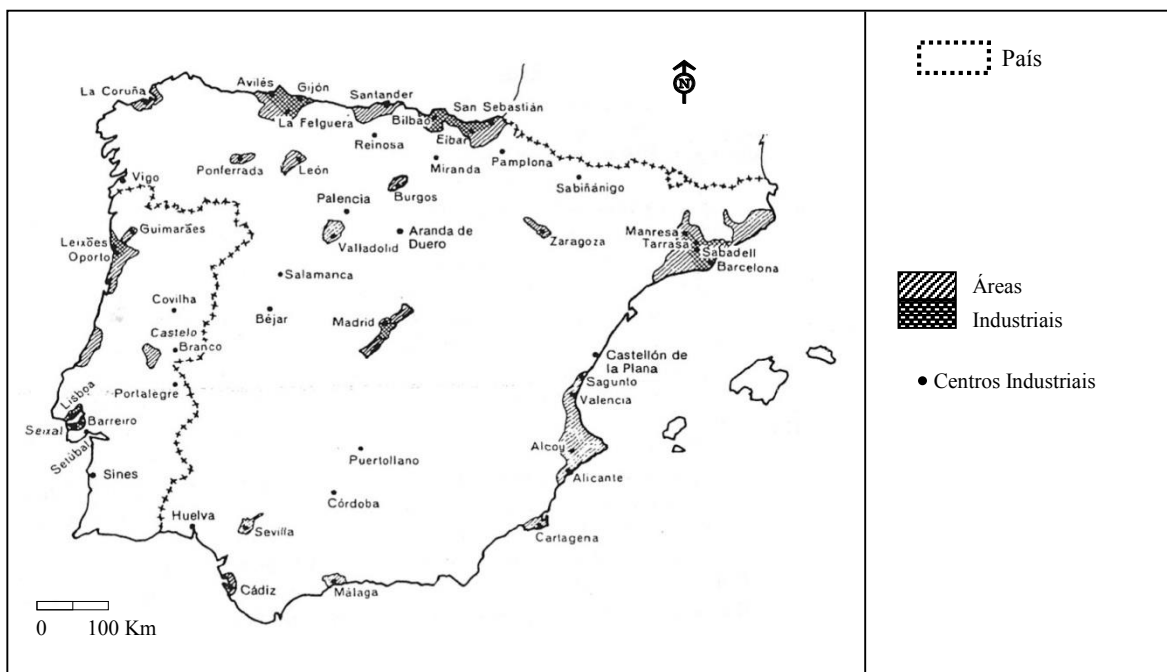 La Coruña
Avilés
Gijón
La Felguera
Santander
San Sebastián
Bilbao
Eibar
Reinosa
Ponferrada
León
Miranda
Pamplona
Sabiñánigo
Vigo
Palencia
Burgos
Guimarães
Leixões
Oporto
Valladolid
Aranda de
Duero
Zaragoza
Manresa
Tarrasa
Sabadell
Barcelona
Salamanca
Covilha
Béjar
Madrid
Castelo
Branco
Castellón de
la Plana
Sagunto
Portalegre
Valencia
Lisboa
Barreiro
Seixal
Setúbal
Alcoy
Puertollano
Alicante
Sines
Córdoba
Huelva
Sevilla
Cartagena
Cádiz
Málaga
0 100 Km
N
País
Áreas
Industriais
Centros Industriais